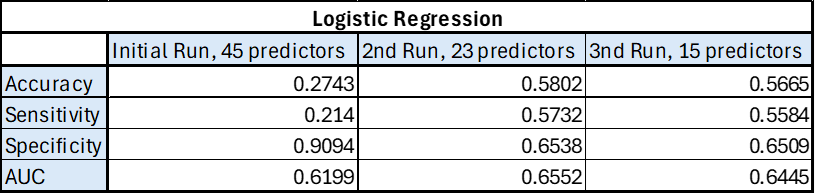 Logistic Regression
Initial Run, 45 predictors 2nd Run, 23 predictors 3nd Run, 15 predictors
Accuracy 0.2743 0.5802 0.5665
Sensitivity 0.214 0.5732 0.5584
Specificity 0.9094 0.6538 0.6509
AUC 0.6199 0.6552 0.6445